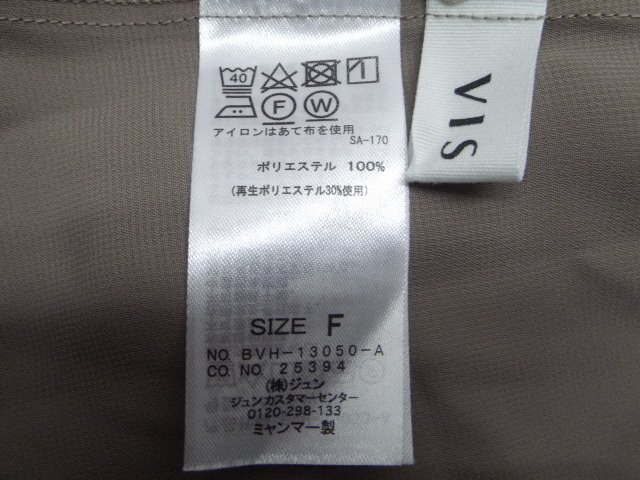 40
F W
アイロンはあて布を使用
SA-170
ポリエステル 100%
(再生ポリエステル30%使用)
SIZE F
NO. BVH-13050-A
CO. NO. 25394
(株)ジュン
ジュンカスタマーセンター
0120-298-133
ミャンマー製
VIS